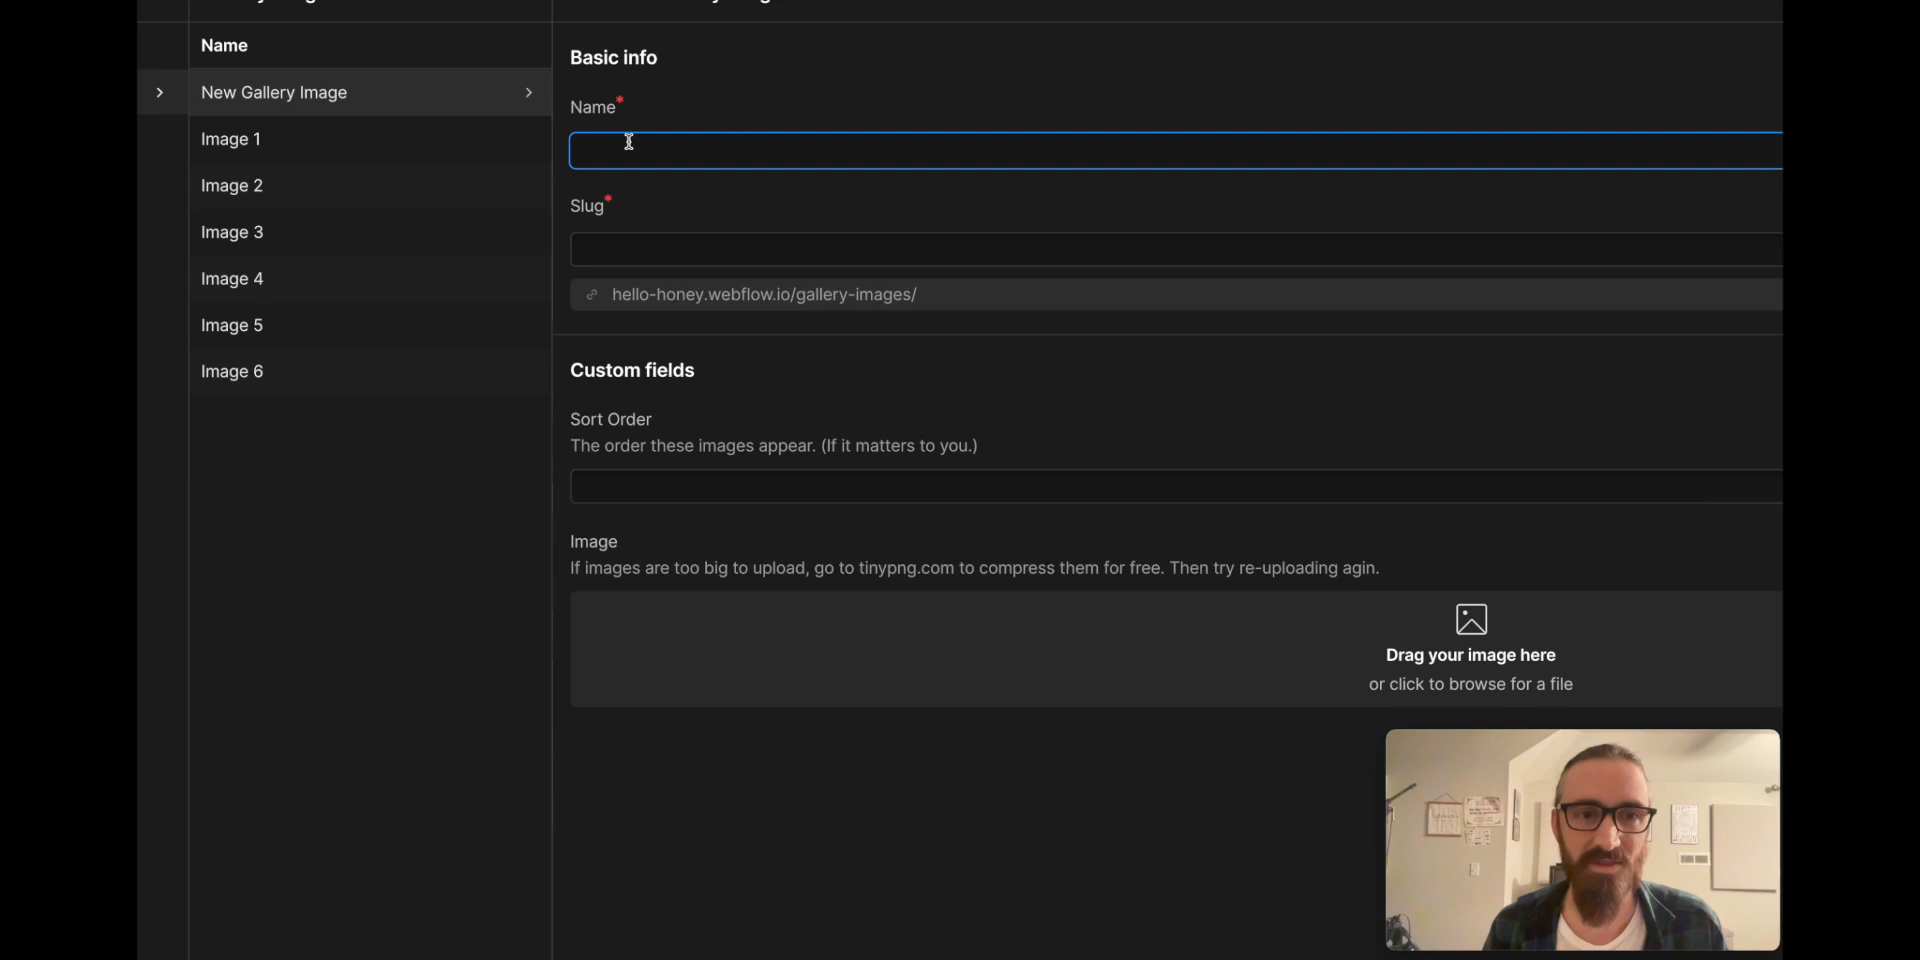 Name
New Gallery Image
Image 1
Image 2
Image 3
Image 4
Image 5
Image 6
Basic info
Name*
Slug*
hello-honey.webflow.io/gallery-images/
Custom fields
Sort Order
The order these images appear. (If it matters to you.)
Image
If images are too big to upload, go to tinypng.com to compress them for free. Then try re-uploading agin.
Drag your image here
or click to browse for a file